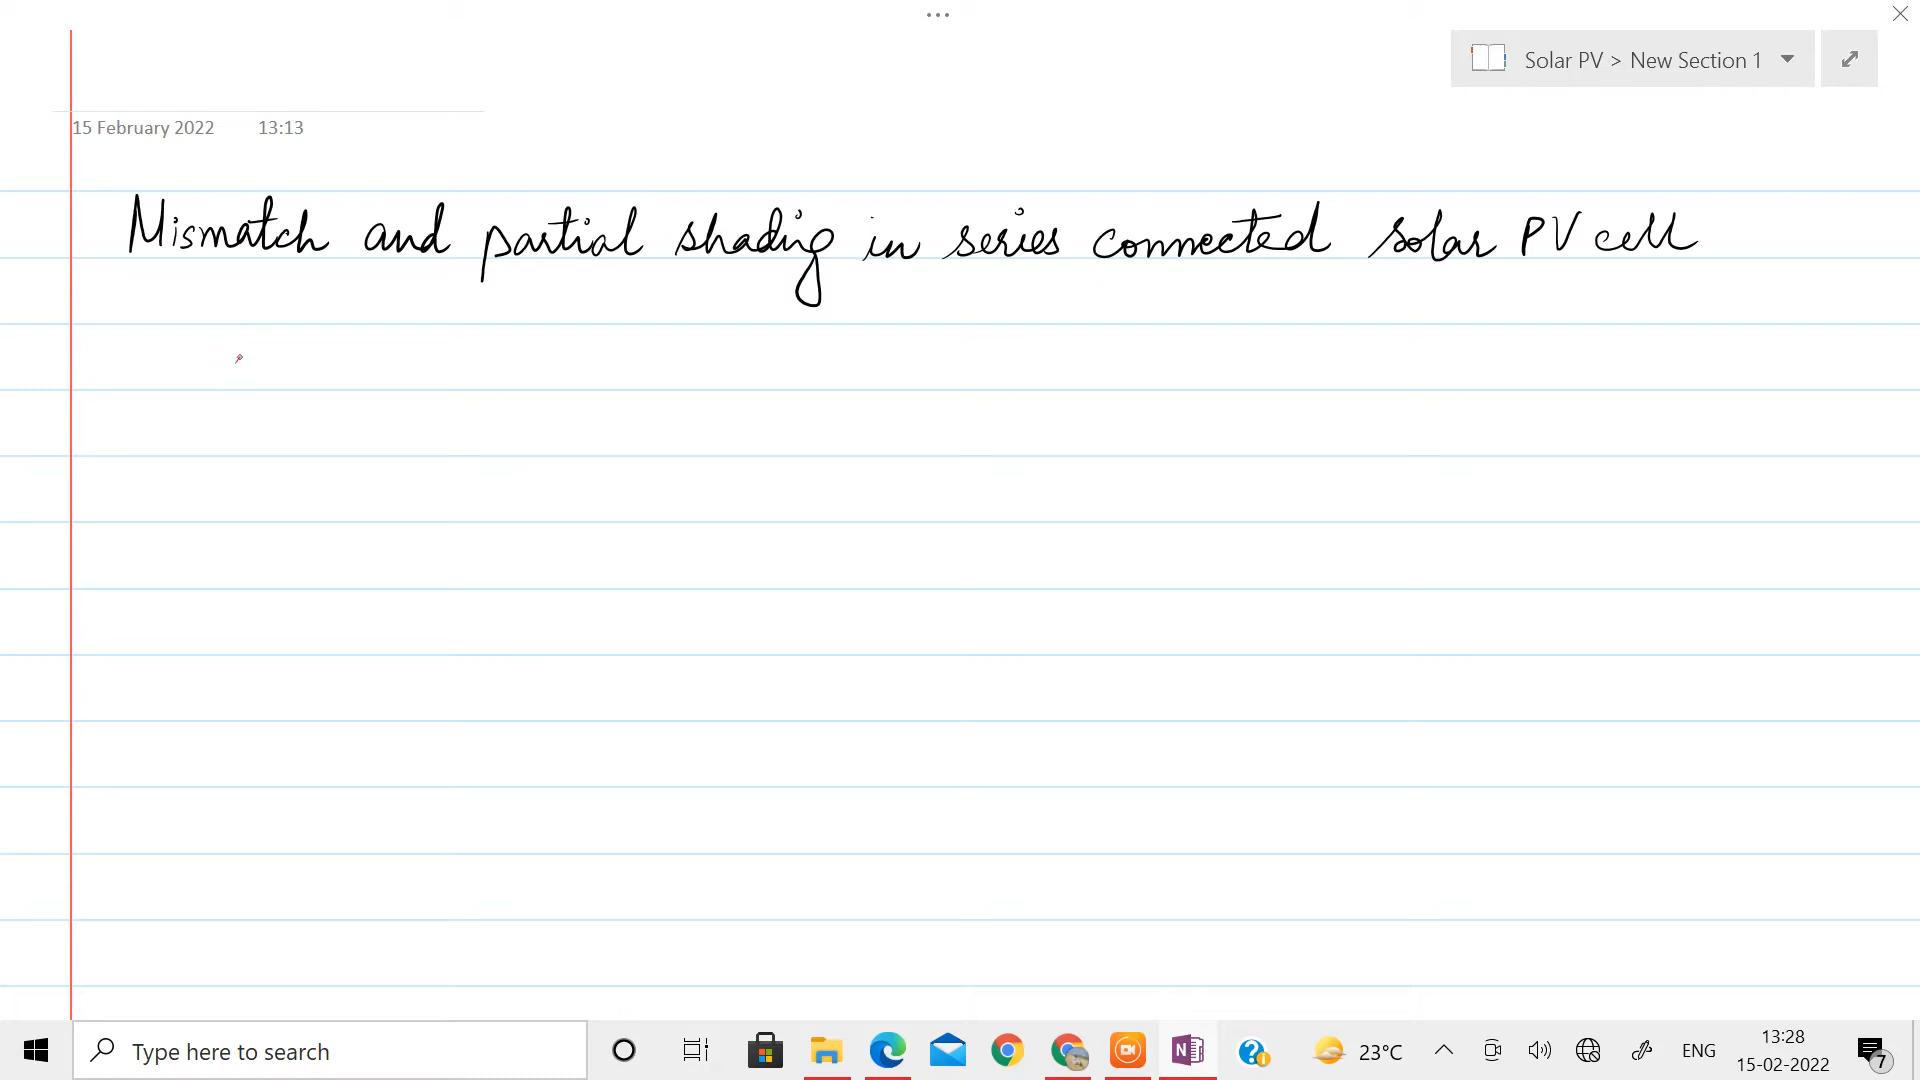 Solar PV > New Section 1
15 February 2022 13:13
Mismatch and partial shading in series connected solar PV cell
Type here to search
23°C
ENG
13:28
15-02-2022
7